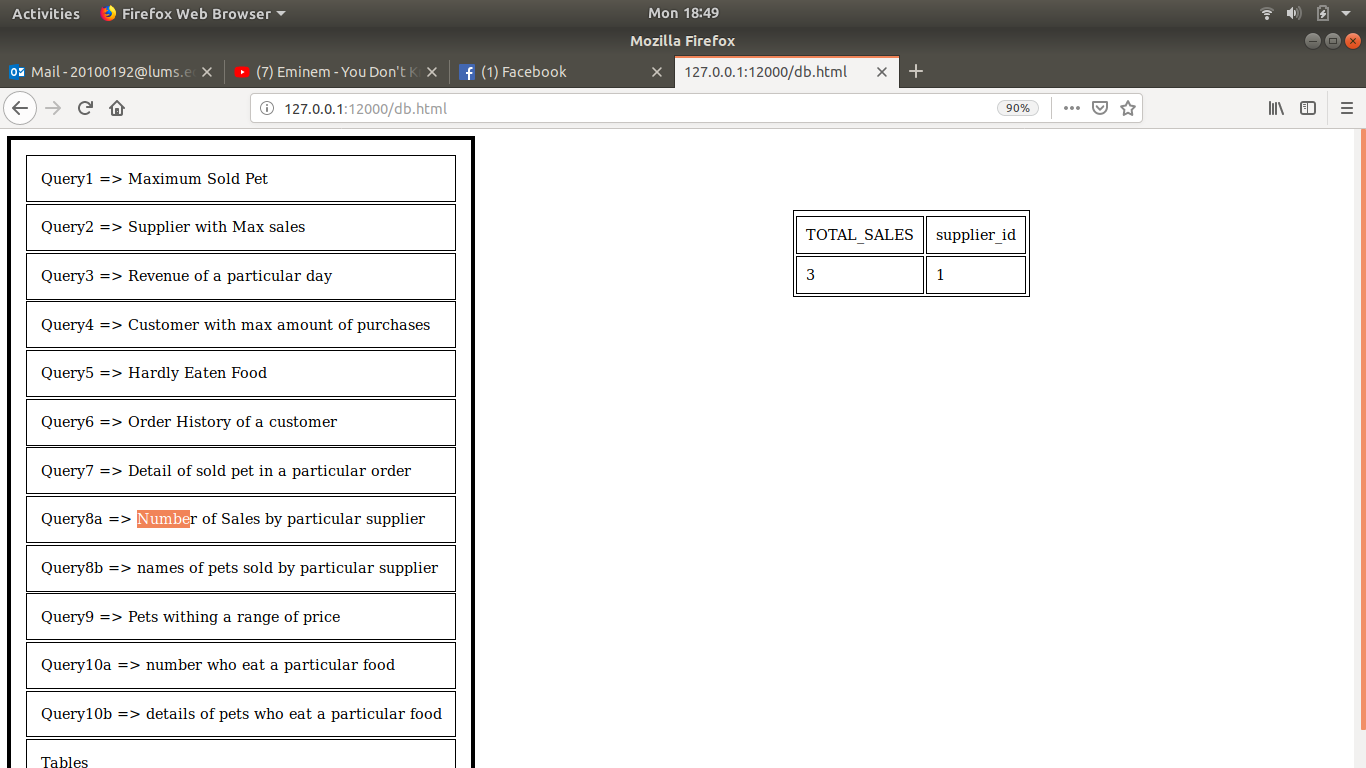 Activities Firefox Web Browser Mon 18:49
Mozilla Firefox
Mail - 20100192@lums.e (7) Eminem - You Don't K (1) Facebook 127.0.0.1:12000/db.html
127.0.0.1:12000/db.html 90%
Query1 => Maximum Sold Pet
Query2 => Supplier with Max sales
Query3 => Revenue of a particular day
Query4 => Customer with max amount of purchases
Query5 => Hardly Eaten Food
Query6 => Order History of a customer
Query7 => Detail of sold pet in a particular order
Query8a => Number of Sales by particular supplier
Query8b => names of pets sold by particular supplier
Query9 => Pets withing a range of price
Query10a => number who eat a particular food
Query10b => details of pets who eat a particular food
Tables
TOTAL_SALES supplier_id
3 1